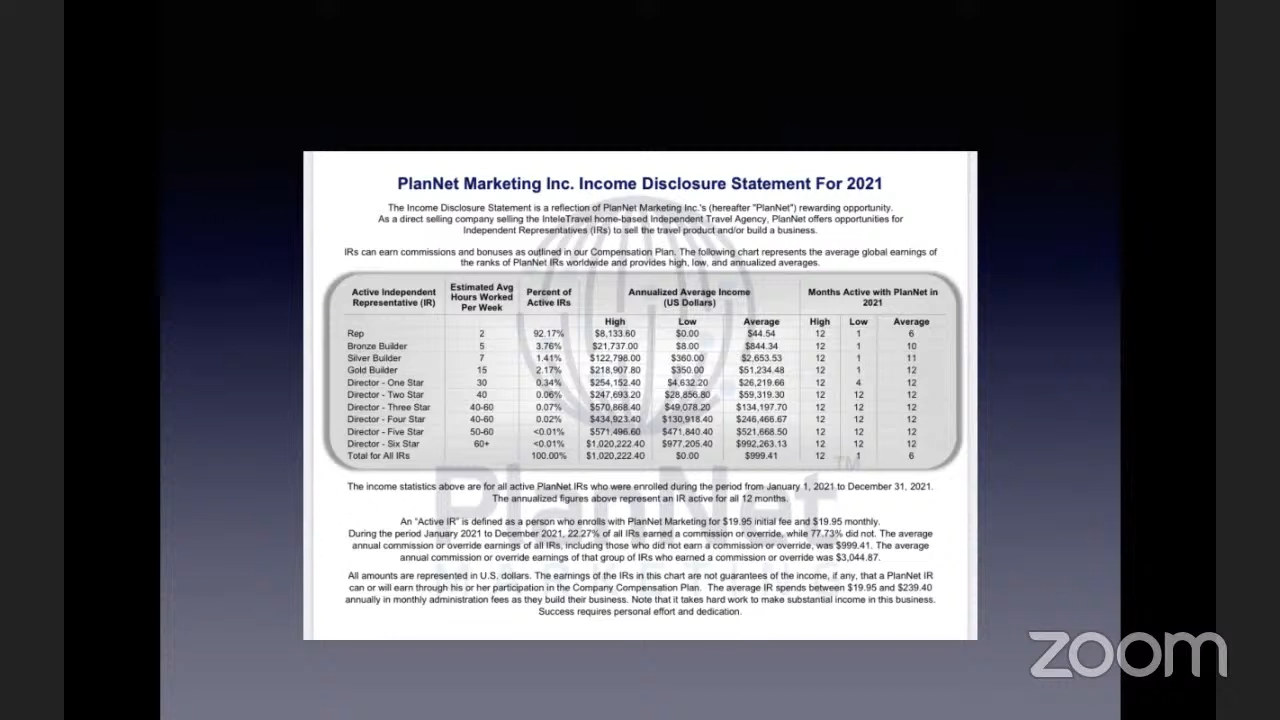 PlanNet Marketing Inc. Income Disclosure Statement For 2021
The Income Disclosure Statement is a reflection of PlanNet Marketing Inc.'s (hereafter "PlanNet") rewarding opportunity.
As a direct selling company selling the InteleTravel home-based Independent Travel Agency, PlanNet offers opportunities for
Independent Representatives (IRs) to sell the travel product and/or build a business.
IRs can earn commissions and bonuses as outlined in our Compensation Plan. The following chart represents the average global earnings of
the ranks of PlanNet IRs worldwide and provides high, low, and annualized averages.
Active Independent Representative (IR) Estimated Avg Hours Worked Per Week Percent of Active IRs Annualized Average Income (US Dollars) Months Active with PlanNet in 2021
High Low Average High Low Average
Rep 2 92.17% $8,133.60 $0.00 $44.54 12 1 6
Bronze Builder 5 3.76% $21,737.00 $8.00 $844.34 12 1 10
Silver Builder 7 1.41% $122,798.00 $360.00 $2,653.53 12 1 11
Gold Builder 15 2.17% $218,907.80 $350.00 $51,234.48 12 1 12
Director - One Star 30 0.34% $254,152.40 $4,632.20 $26,219.66 12 4 12
Director - Two Star 40 0.06% $247,693.20 $28,856.80 $59,319.30 12 12 12
Director - Three Star 40-60 0.07% $570,868.40 $49,078.20 $134,197.70 12 12 12
Director - Four Star 40-60 0.02% $434,923.40 $130,918.40 $246,466.67 12 12 12
Director - Five Star 50-60 <0.01% $571,496.60 $471,840.40 $521,668.50 12 12 12
Director - Six Star 60+ <0.01% $1,020,222.40 $977,205.40 $992,263.13 12 12 12
Total for All IRs 100.00% $1,020,222.40 $0.00 $999.41 12 1 6
PlanNet TM
MARKETING
The income statistics above are for all active PlanNet IRs who were enrolled during the period from January 1, 2021 to December 31, 2021.
The annualized figures above represent an IR active for all 12 months.
An "Active IR" is defined as a person who enrolls with PlanNet Marketing for $19.95 initial fee and $19.95 monthly.
During the period January 2021 to December 2021, 22.27% of all IRs earned a commission or override, while 77.73% did not. The average
annual commission or override earnings of all IRs, including those who did not earn a commission or override, was $999.41. The average
annual commission or override earnings of that group of IRs who earned a commission or override was $3,044.87.
All amounts are represented in U.S. dollars. The earnings of the IRs in this chart are not guarantees of the income, if any, that a PlanNet IR
can or will earn through his or her participation in the Company Compensation Plan. The average IR spends between $19.95 and $239.40
annually in monthly administration fees as they build their business. Note that it takes hard work to make substantial income in this business.
Success requires personal effort and dedication.
zoom